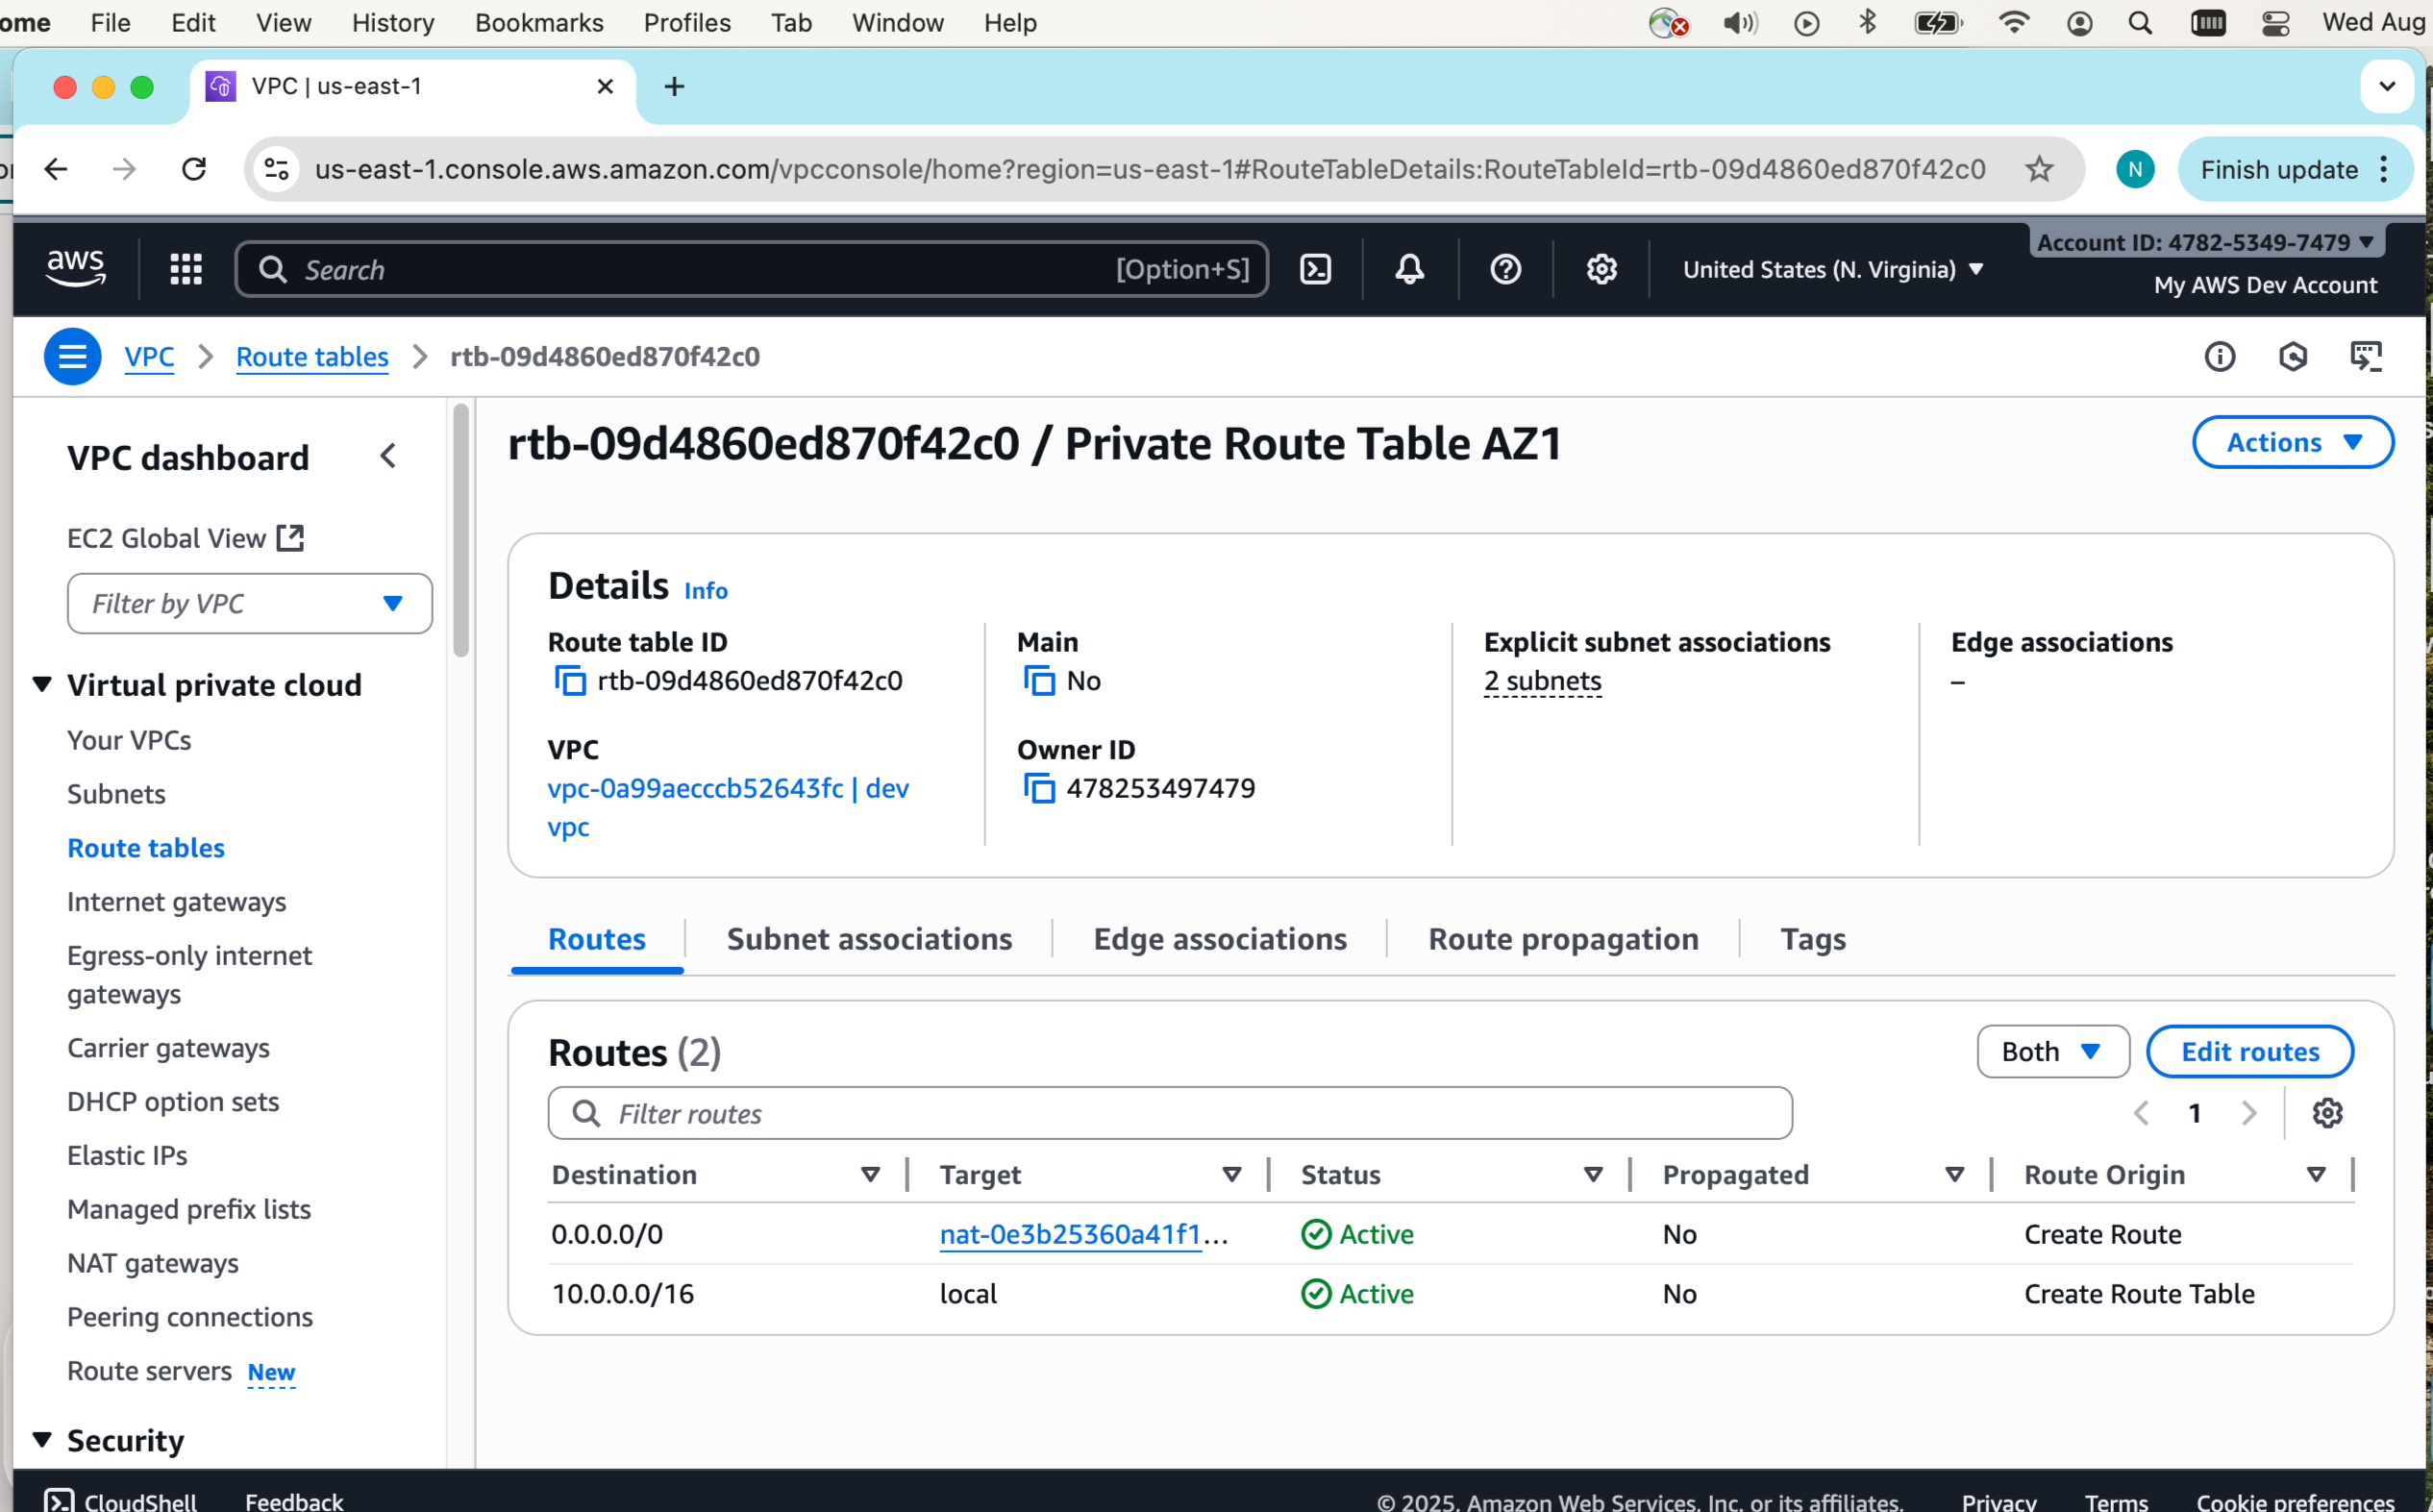 File Edit View History Bookmarks Profiles Tab Window Help Wed Aug
VPC | us-east-1
us-east-1.console.aws.amazon.com/vpcconsole/home?region=us-east-1#RouteTableDetails:RouteTableId=rtb-09d4860ed870f42c0 N Finish update
aws Search [Option+S] United States (N. Virginia) Account ID: 4782-5349-7479
My AWS Dev Account
VPC Route tables rtb-09d4860ed870f42c0
VPC dashboard
EC2 Global View
Filter by VPC
Virtual private cloud
Your VPCs
Subnets
Route tables
Internet gateways
Egress-only internet
gateways
Carrier gateways
DHCP option sets
Elastic IPs
Managed prefix lists
NAT gateways
Peering connections
Route servers New
Security
rtb-09d4860ed870f42c0 / Private Route Table AZ1
Actions
Details Info
Route table ID
rtb-09d4860ed870f42c0
Main
No
Explicit subnet associations
2 subnets
Edge associations
–
VPC
vpc-0a99aecccb52643fc | dev
vpc
Owner ID
478253497479
Routes Subnet associations Edge associations Route propagation Tags
Routes (2)
Both Edit routes
Filter routes
1
Destination Target Status Propagated Route Origin
0.0.0.0/0 nat-0e3b25360a41f1... Active No Create Route
10.0.0.0/16 local Active No Create Route Table
CloudShell Feedback © 2025, Amazon Web Services, Inc. or its affiliates. Privacy Terms Cookie preferences